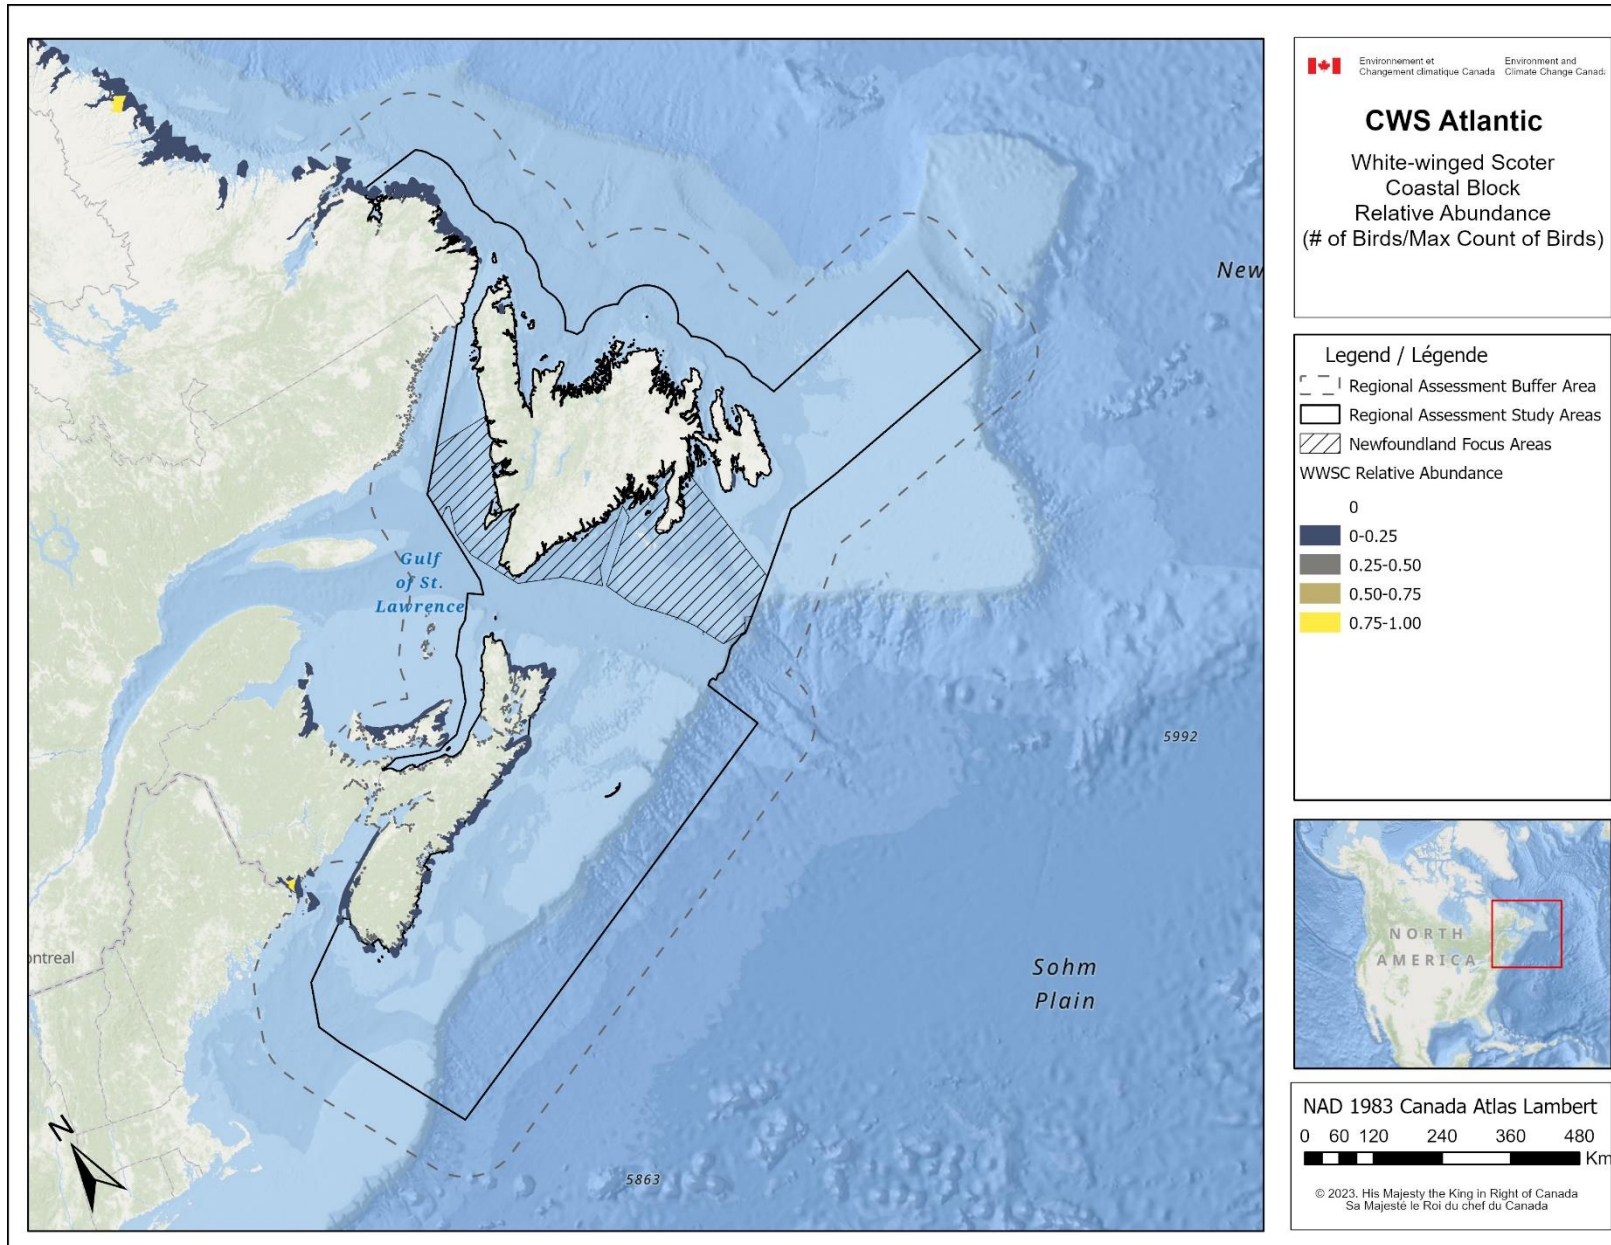 Environnement et
Changement climatique Canada
Environment and
Climate Change Canada
CWS Atlantic
White-winged Scoter
Coastal Block
Relative Abundance
(# of Birds/Max Count of Birds)
Legend / Légende
Regional Assessment Buffer Area
Regional Assessment Study Areas
Newfoundland Focus Areas
WWSC Relative Abundance
0
0-0.25
0.25-0.50
0.50-0.75
0.75-1.00
New
Gulf
of St.
Lawrence
5992
ontreal
Sohm
Plain
5863
N
NORTH
AMERICA
NAD 1983 Canada Atlas Lambert
0 60 120 240 360 480
Km
© 2023. His Majesty the King in Right of Canada
Sa Majesté le Roi du chef du Canada